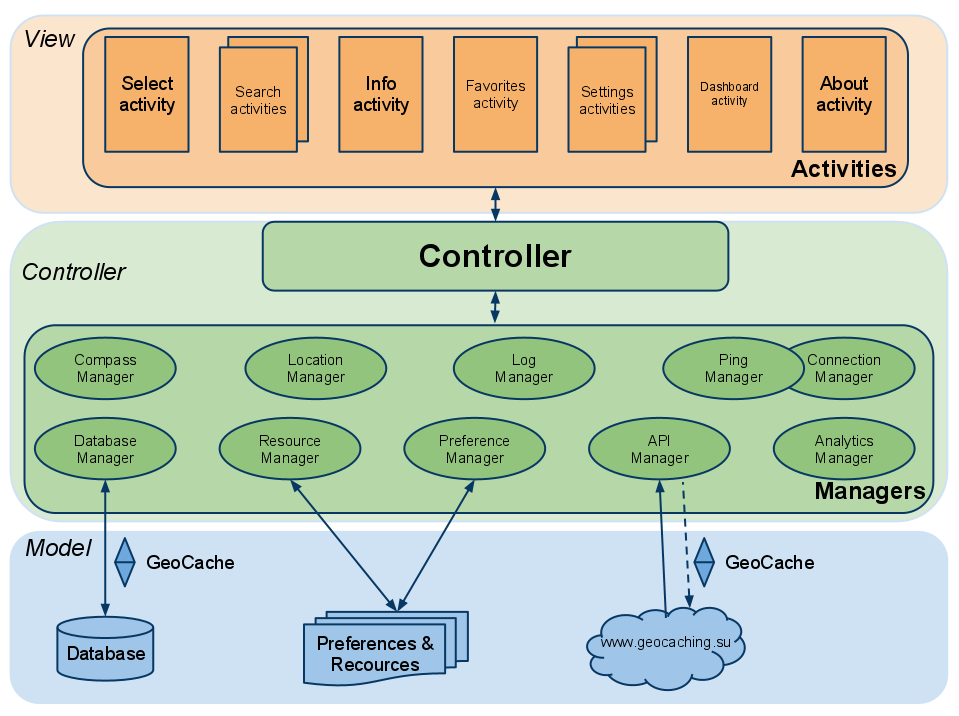 View
Select
activity
Search
activities
Info
activity
Favorites
activity
Settings
activities
Dashboard
activity
About
activity
Activities
Controller
Controller
Compass
Manager
Location
Manager
Log
Manager
Ping
Manager
Connection
Manager
Database
Manager
Resource
Manager
Preference
Manager
API
Manager
Analytics
Manager
Managers
Model
GeoCache
GeoCache
Database
Preferences &
Recources
www.geocaching.su